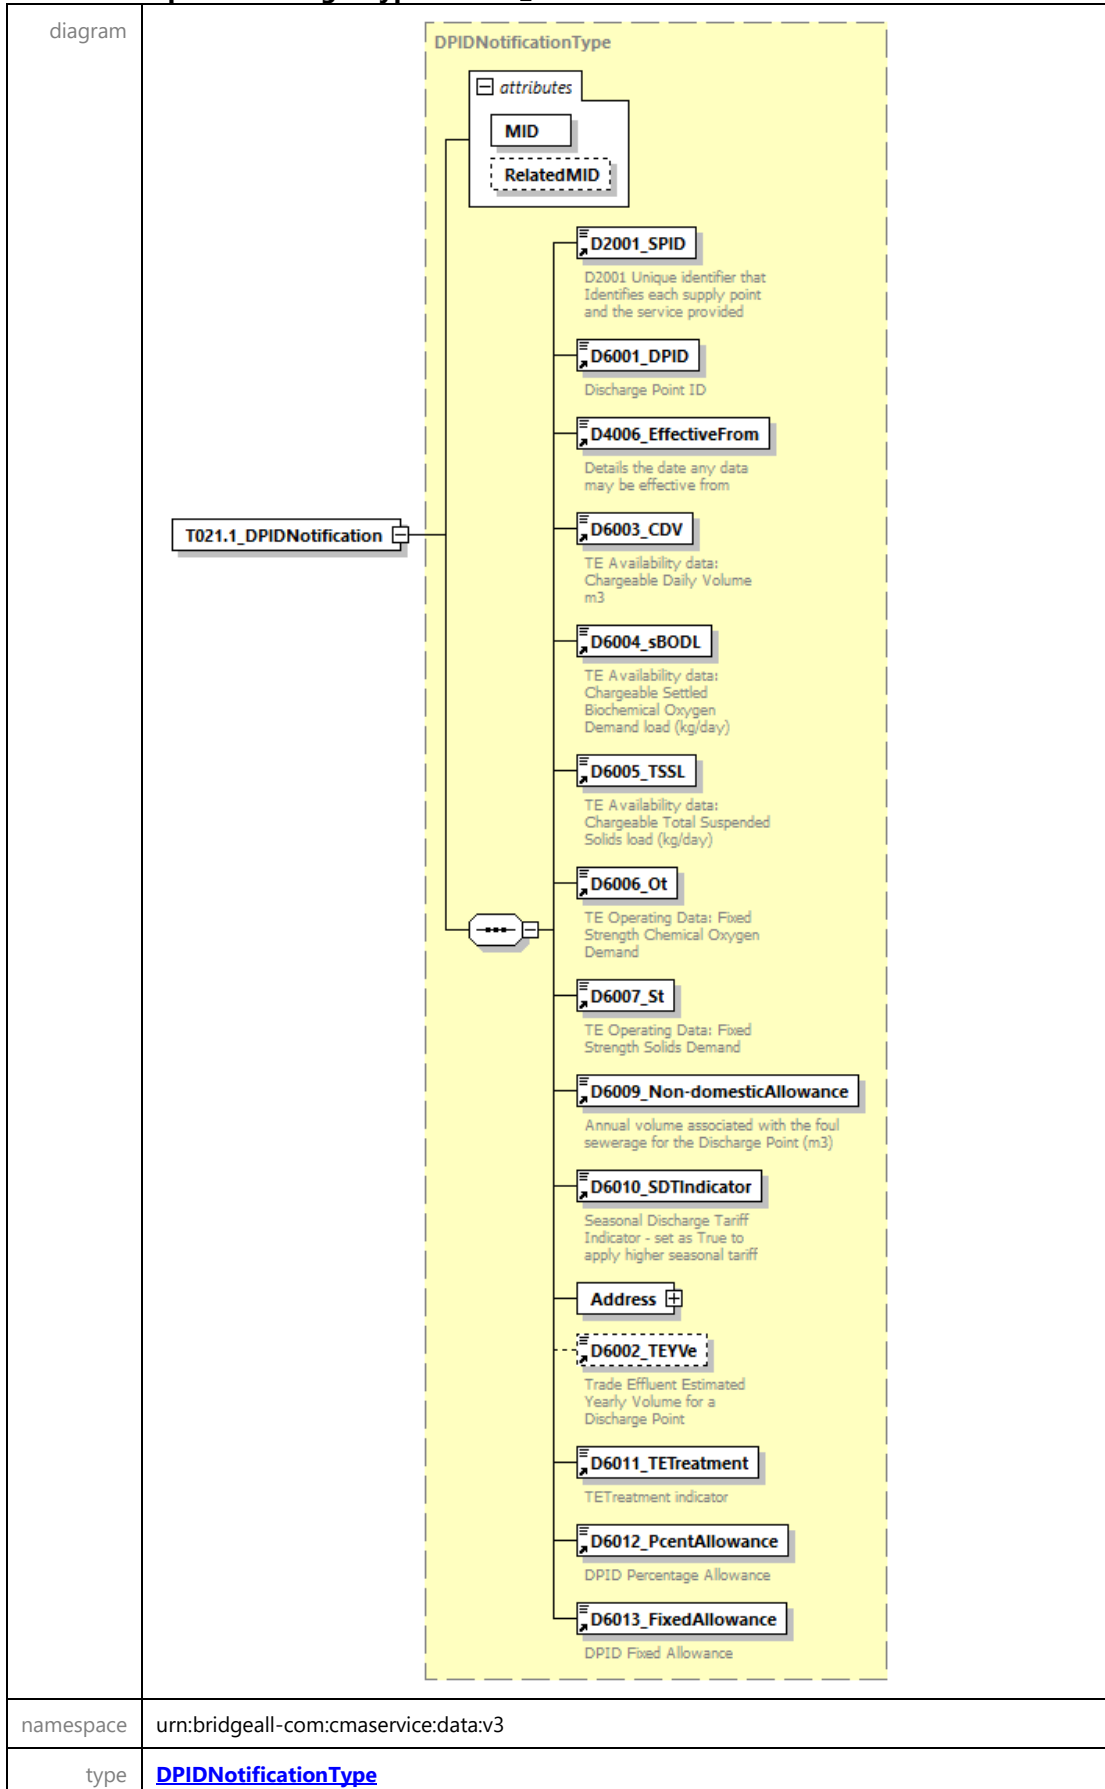 diagram
DPIDNotificationType
attributes
MID
RelatedMID
D2001_SPID
D2001 Unique identifier that
Identifies each supply point
and the service provided
D6001_DPID
Discharge Point ID
D4006_EffectiveFrom
Details the date any data
may be effective from
T021.1_DPIDNotification
D6003_CDV
TE Availability data:
Chargeable Daily Volume
m3
D6004_sBODL
TE Availability data:
Chargeable Settled
Biochemical Oxygen
Demand load (kg/day)
D6005_TSSL
TE Availability data:
Chargeable Total Suspended
Solids load (kg/day)
D6006_Ot
TE Operating Data: Fixed
Strength Chemical Oxygen
Demand
D6007_St
TE Operating Data: Fixed
Strength Solids Demand
D6009_Non-domesticAllowance
Annual volume associated with the foul
sewerage for the Discharge Point (m3)
D6010_SDTIndicator
Seasonal Discharge Tariff
Indicator - set as True to
apply higher seasonal tariff
Address
D6002_TEYVe
Trade Effluent Estimated
Yearly Volume for a
Discharge Point
D6011_TETreatment
TETreatment indicator
D6012_PcentAllowance
DPID Percentage Allowance
D6013_FixedAllowance
DPID Fixed Allowance
namespace
urn:bridgeall-com:cmaservice:data:v3
type
DPIDNotificationType